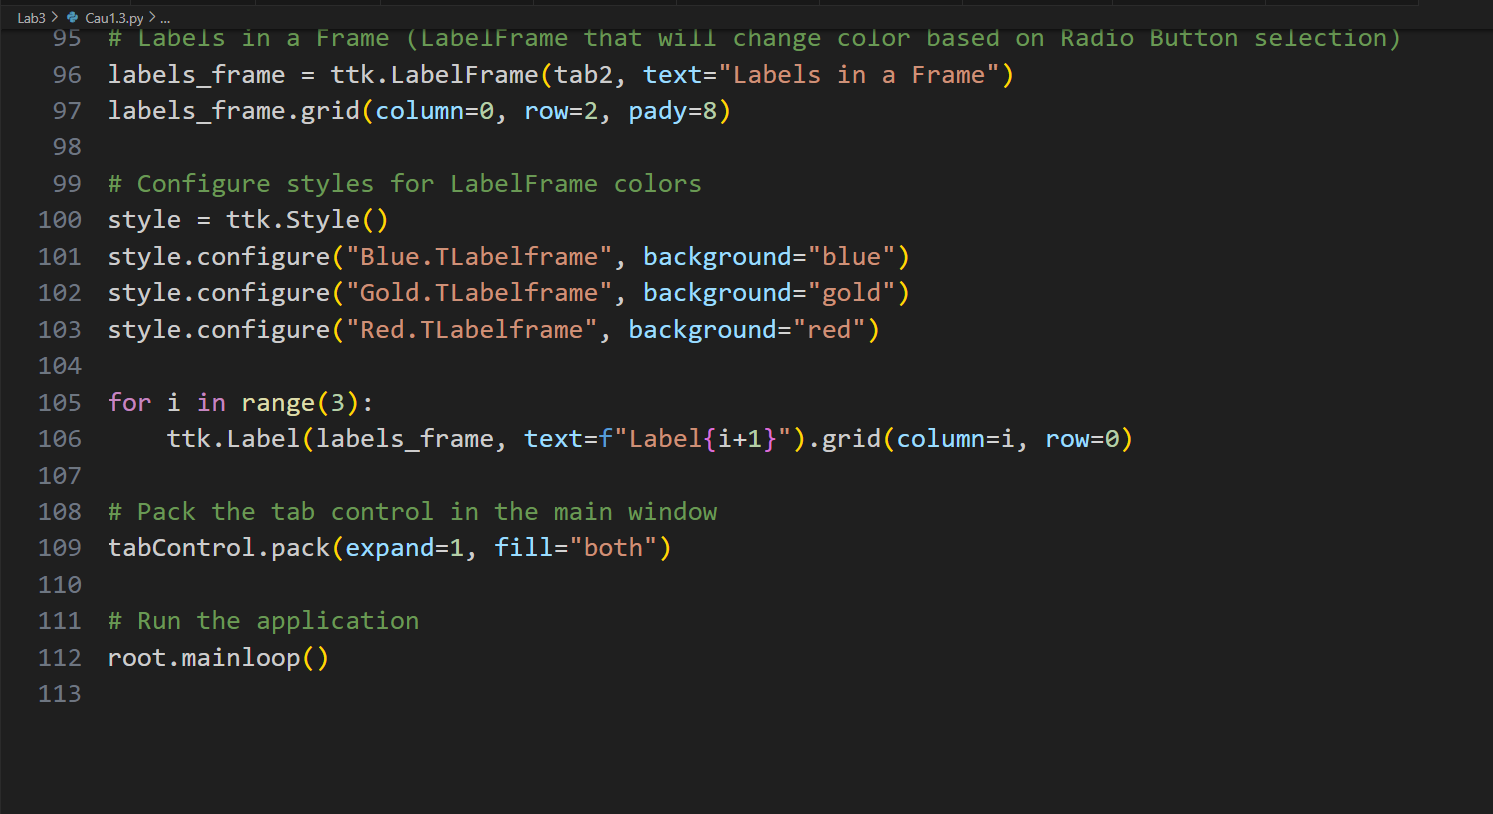 Lab3 > Cau1.3.py > ...
95 # Labels in a Frame (LabelFrame that will change color based on Radio Button selection)
96 labels_frame = ttk.LabelFrame(tab2, text="Labels in a Frame")
97 labels_frame.grid(column=0, row=2, pady=8)
98
99 # Configure styles for LabelFrame colors
100 style = ttk.Style()
101 style.configure("Blue.TLabelframe", background="blue")
102 style.configure("Gold.TLabelframe", background="gold")
103 style.configure("Red.TLabelframe", background="red")
104
105 for i in range(3):
106     ttk.Label(labels_frame, text=f"Label{i+1}").grid(column=i, row=0)
107
108 # Pack the tab control in the main window
109 tabControl.pack(expand=1, fill="both")
110
111 # Run the application
112 root.mainloop()
113